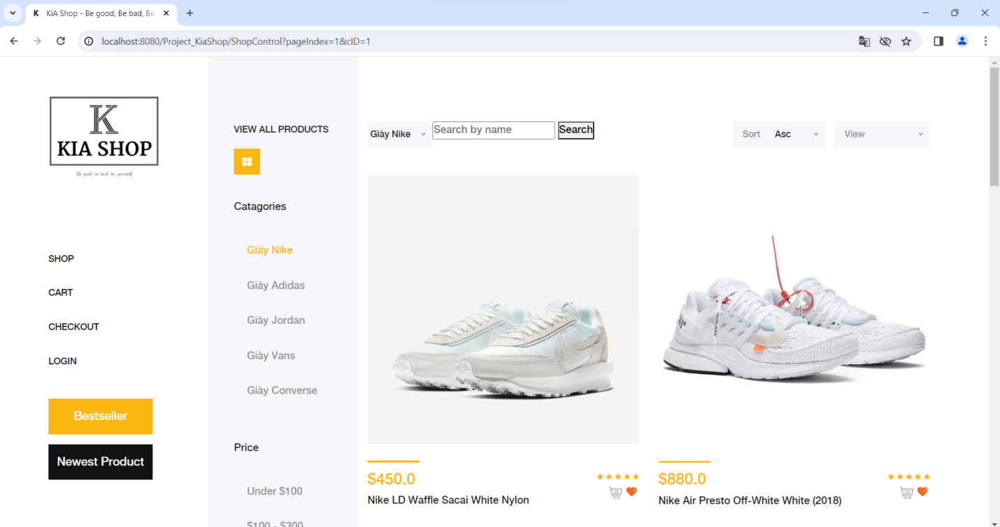 K KiA Shop - Be good, Be bad, Be
localhost:8080/Project_KiaShop/ShopControl?pageIndex=1&cID=1
K
KIA SHOP
Be good, be bad, be yourself
SHOP
CART
CHECKOUT
LOGIN
Bestseller
Newest Product
VIEW ALL PRODUCTS
Catagories
Giày Nike
Giày Adidas
Giày Jordan
Giày Vans
Giày Converse
Price
Under $100
$100 - $300
Giày Nike
Search by name
Search
Sort Asc
View
$450.0
Nike LD Waffle Sacai White Nylon
$880.0
Nike Air Presto Off-White White (2018)